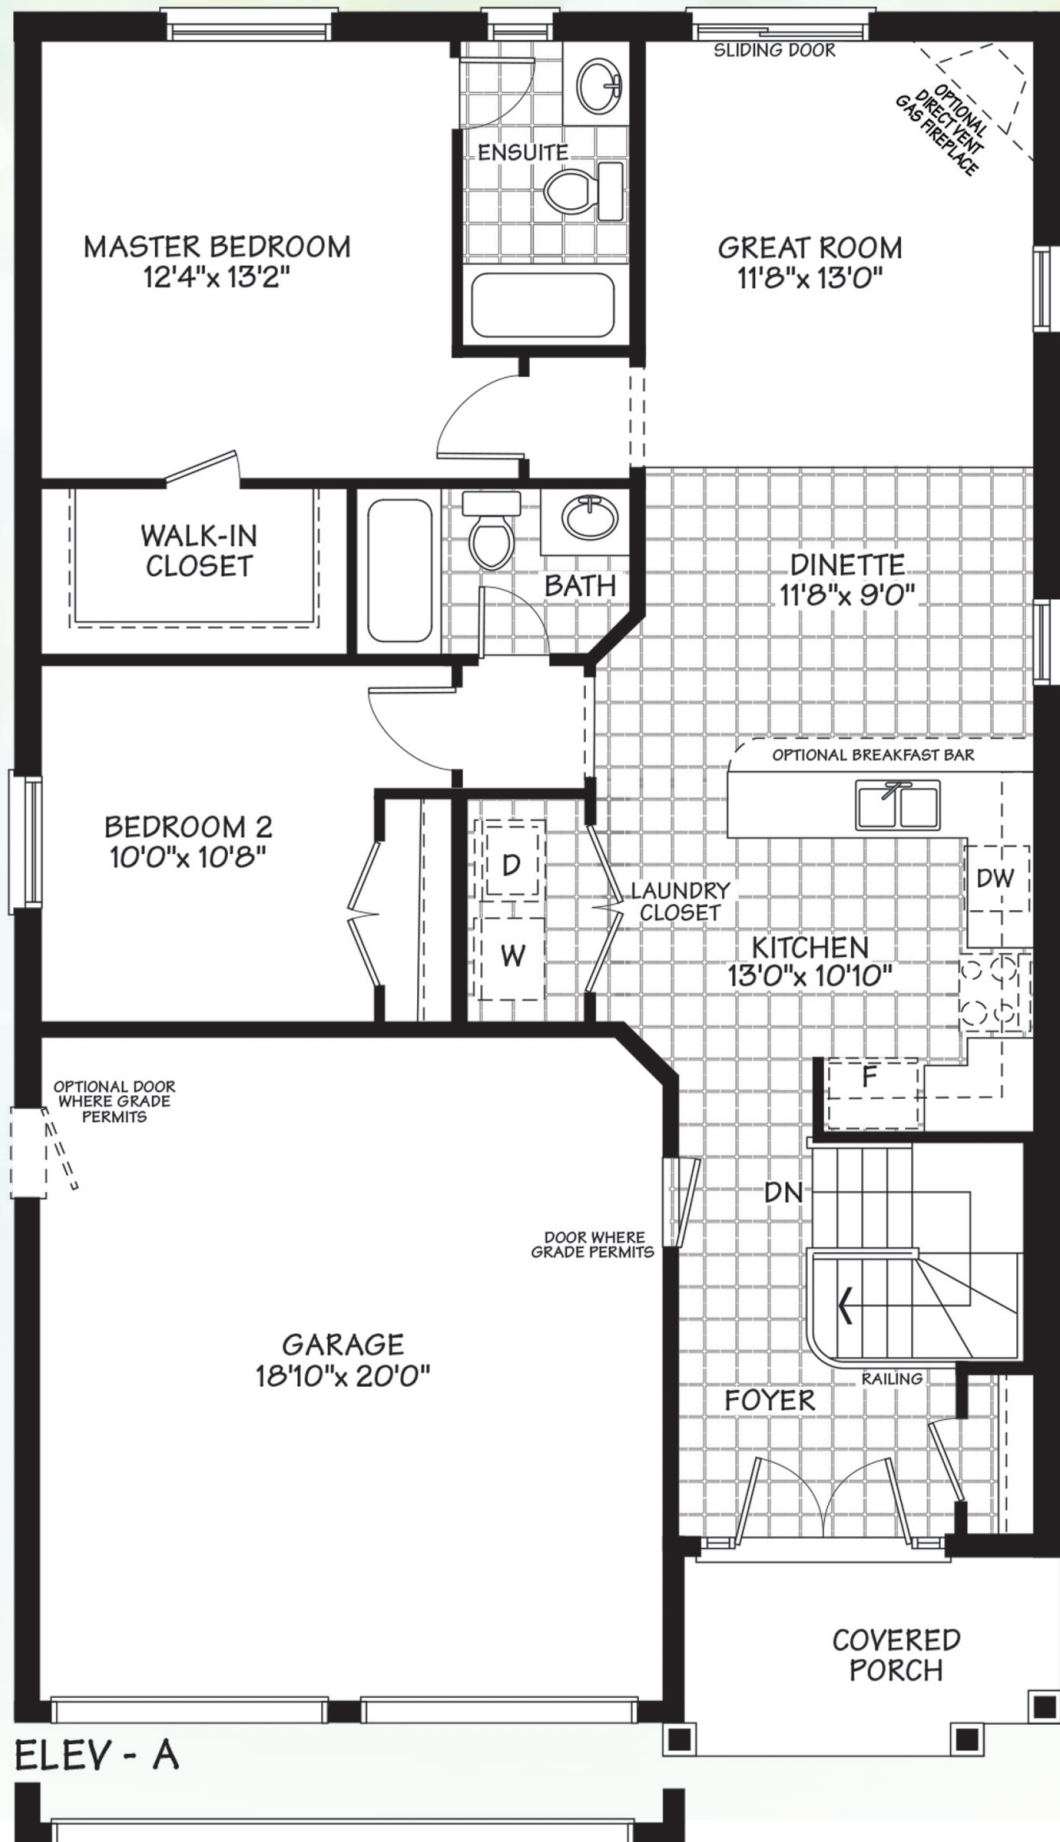 SLIDING DOOR
OPTIONAL
DIRECT VENT
GAS FIREPLACE
ENSUITE
MASTER BEDROOM
12'4"x 13'2"
GREAT ROOM
11'8"x 13'0"
WALK-IN
CLOSET
BATH
DINETTE
11'8"x 9'0"
OPTIONAL BREAKFAST BAR
BEDROOM 2
10'0"x 10'8"
D
W
LAUNDRY
CLOSET
DW
KITCHEN
13'0"x 10'10"
F
OPTIONAL DOOR
WHERE GRADE
PERMITS
DN
DOOR WHERE
GRADE PERMITS
GARAGE
18'10"x 20'0"
RAILING
FOYER
COVERED
PORCH
ELEV - A